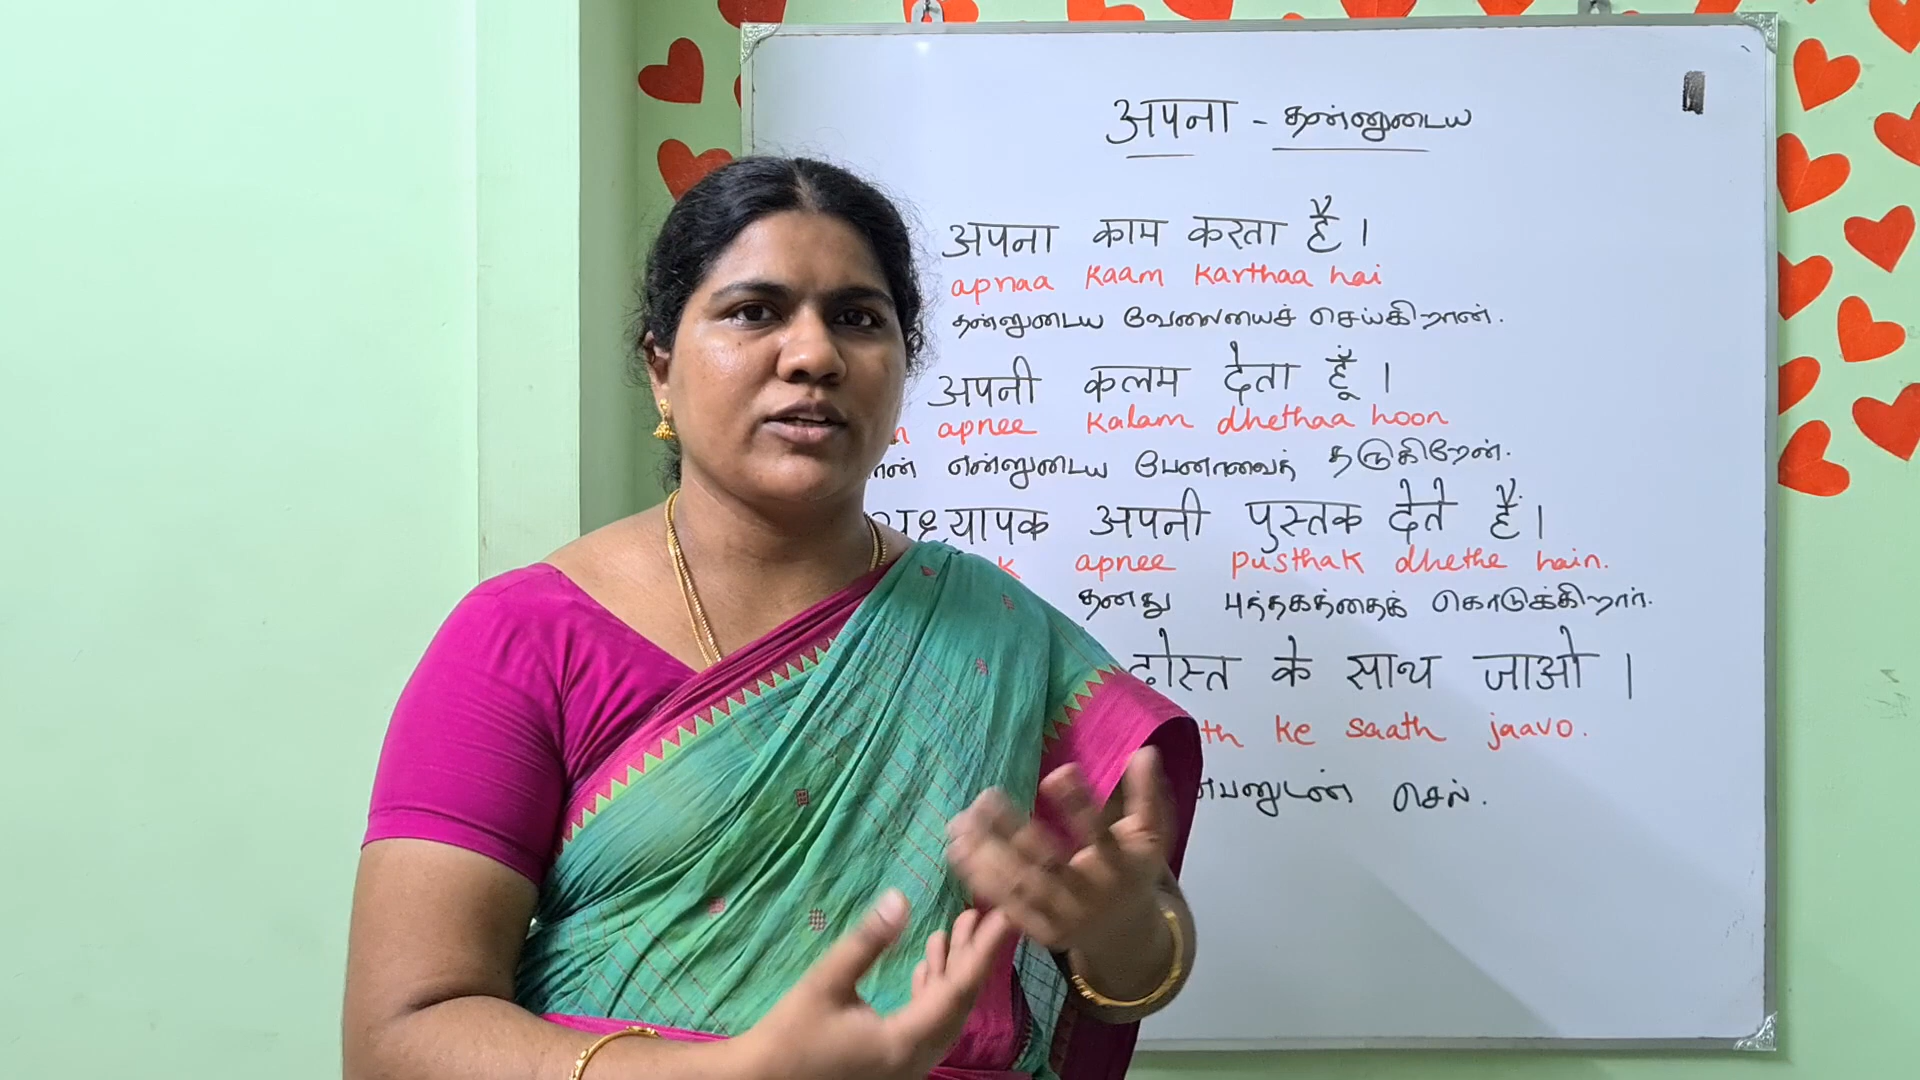 अपना - தன்னுடைய
अपना काम करता है ।
apnaa kaam karthaa hai
தன்னுடைய வேலையைச் செய்கிறான்.
अपनी कलम देता हूँ ।
apnee kalam dhethaa hoon
என்னுடைய பேனாவைத் தருகிறேன்.
अपनी पुस्तक देते हैं ।
apnee pusthak dhethe hain.
தனது புத்தகத்தைக் கொடுக்கிறார்.
दोस्त के साथ जाओ ।
ke saath jaavo.
செல்.